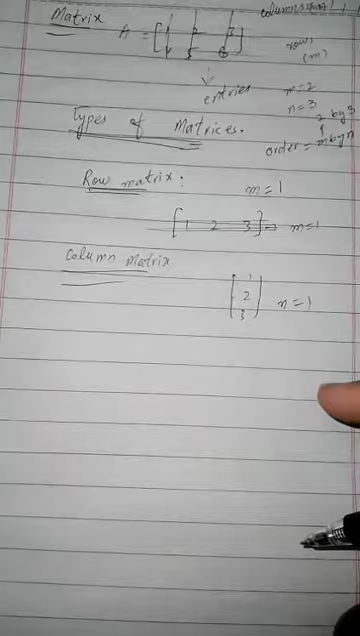 Matrix
A = [1 2 3
4 5 6]
rows
(m)
entries
m = 2
n = 3
2 by 3
Types of Matrices.
order = m by n
Row matrix: m = 1
[1 2 3] → m = 1
Column Matrix
[1
2
3] n = 1